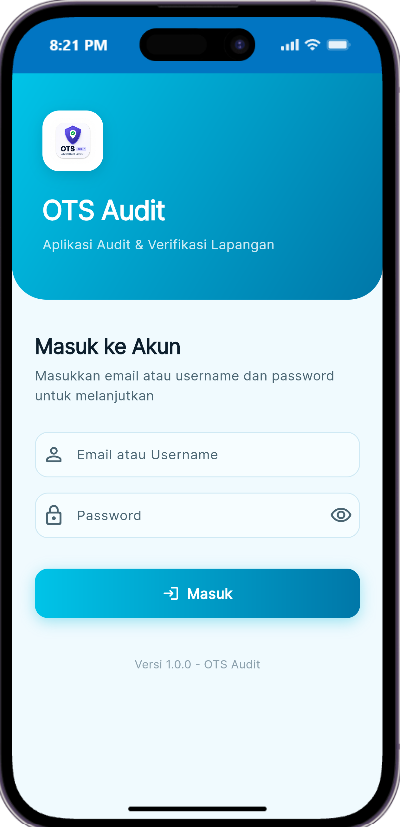 8:21 PM
OTS
OTS Audit
Aplikasi Audit & Verifikasi Lapangan
Masuk ke Akun
Masukkan email atau username dan password
untuk melanjutkan
Email atau Username
Password
Masuk
Versi 1.0.0 - OTS Audit